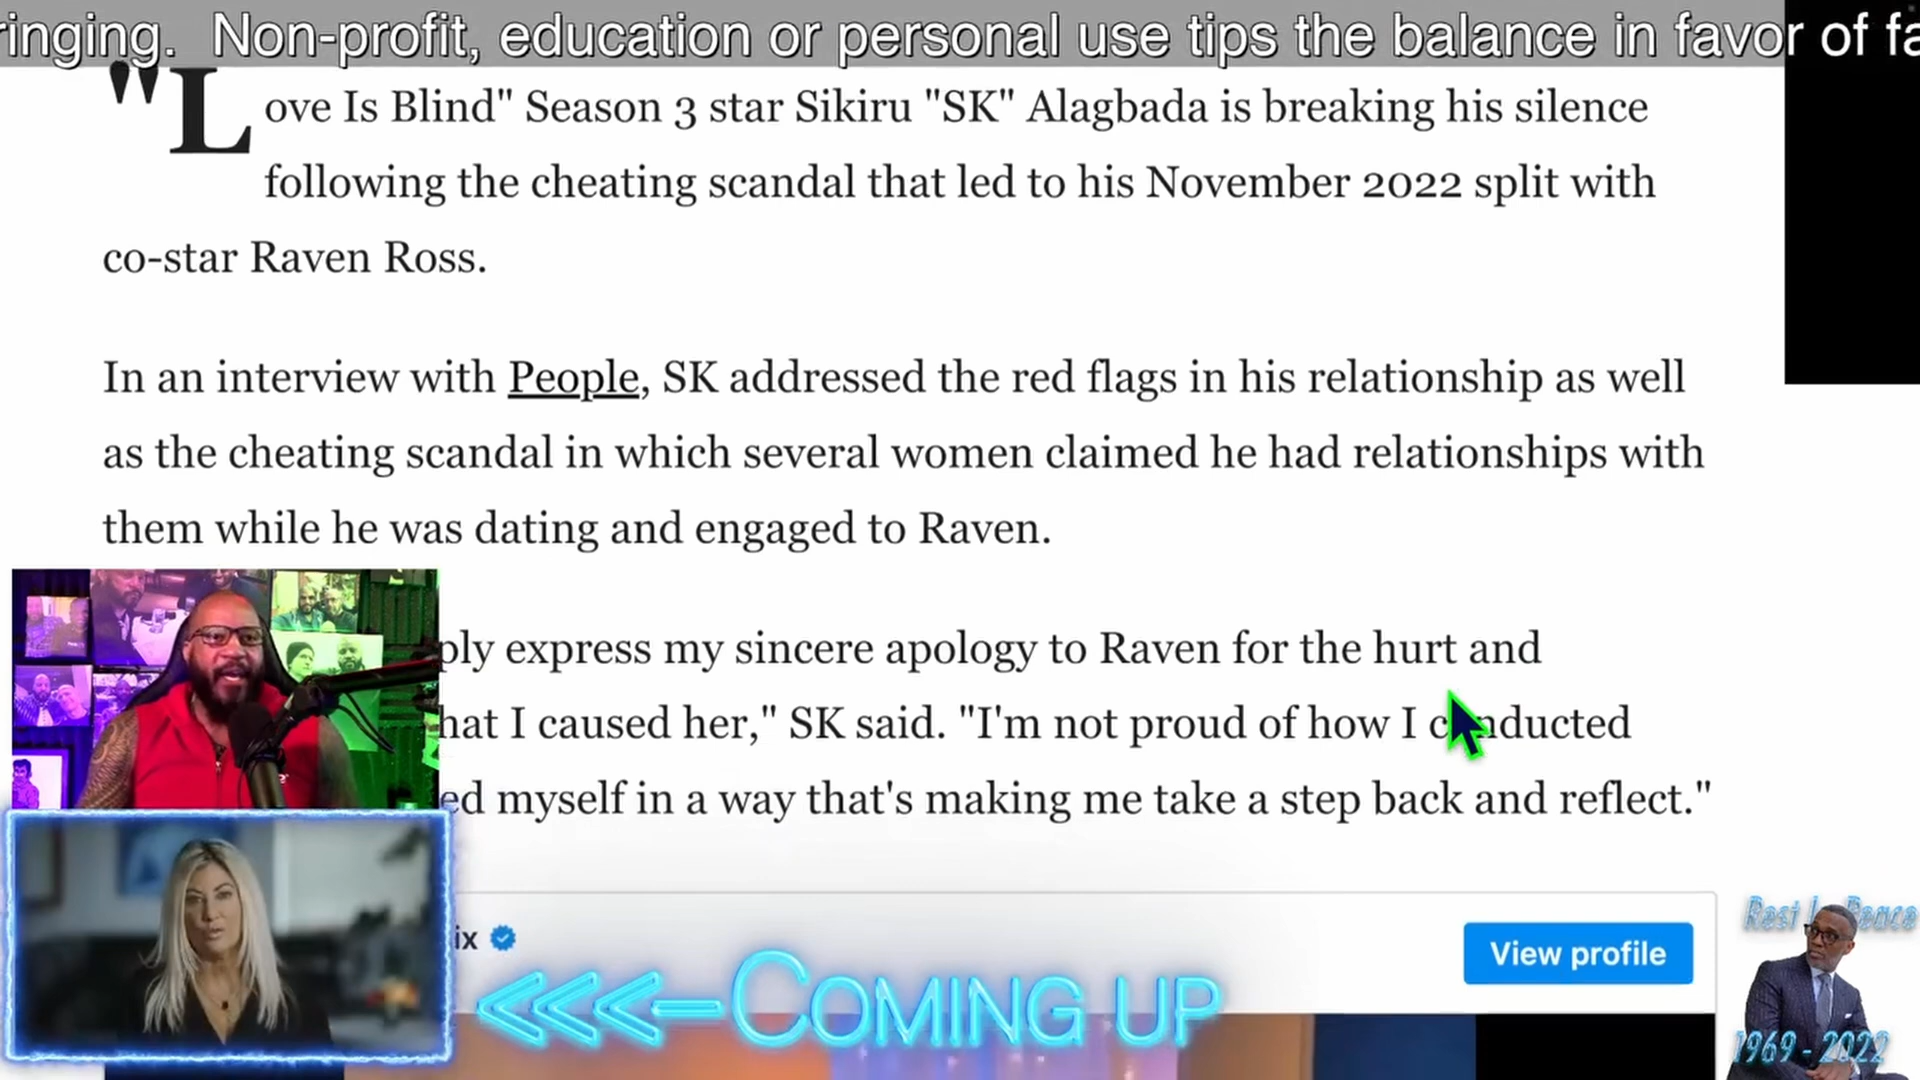 ringing. Non-profit, education or personal use tips the balance in favor of fa
"Love Is Blind" Season 3 star Sikiru "SK" Alagbada is breaking his silence
following the cheating scandal that led to his November 2022 split with
co-star Raven Ross.
In an interview with People, SK addressed the red flags in his relationship as well
as the cheating scandal in which several women claimed he had relationships with
them while he was dating and engaged to Raven.
ply express my sincere apology to Raven for the hurt and
hat I caused her," SK said. "I'm not proud of how I conducted
ed myself in a way that's making me take a step back and reflect."
ix
View profile
<<<-COMING UP
Rest In Peace
1969 - 2022